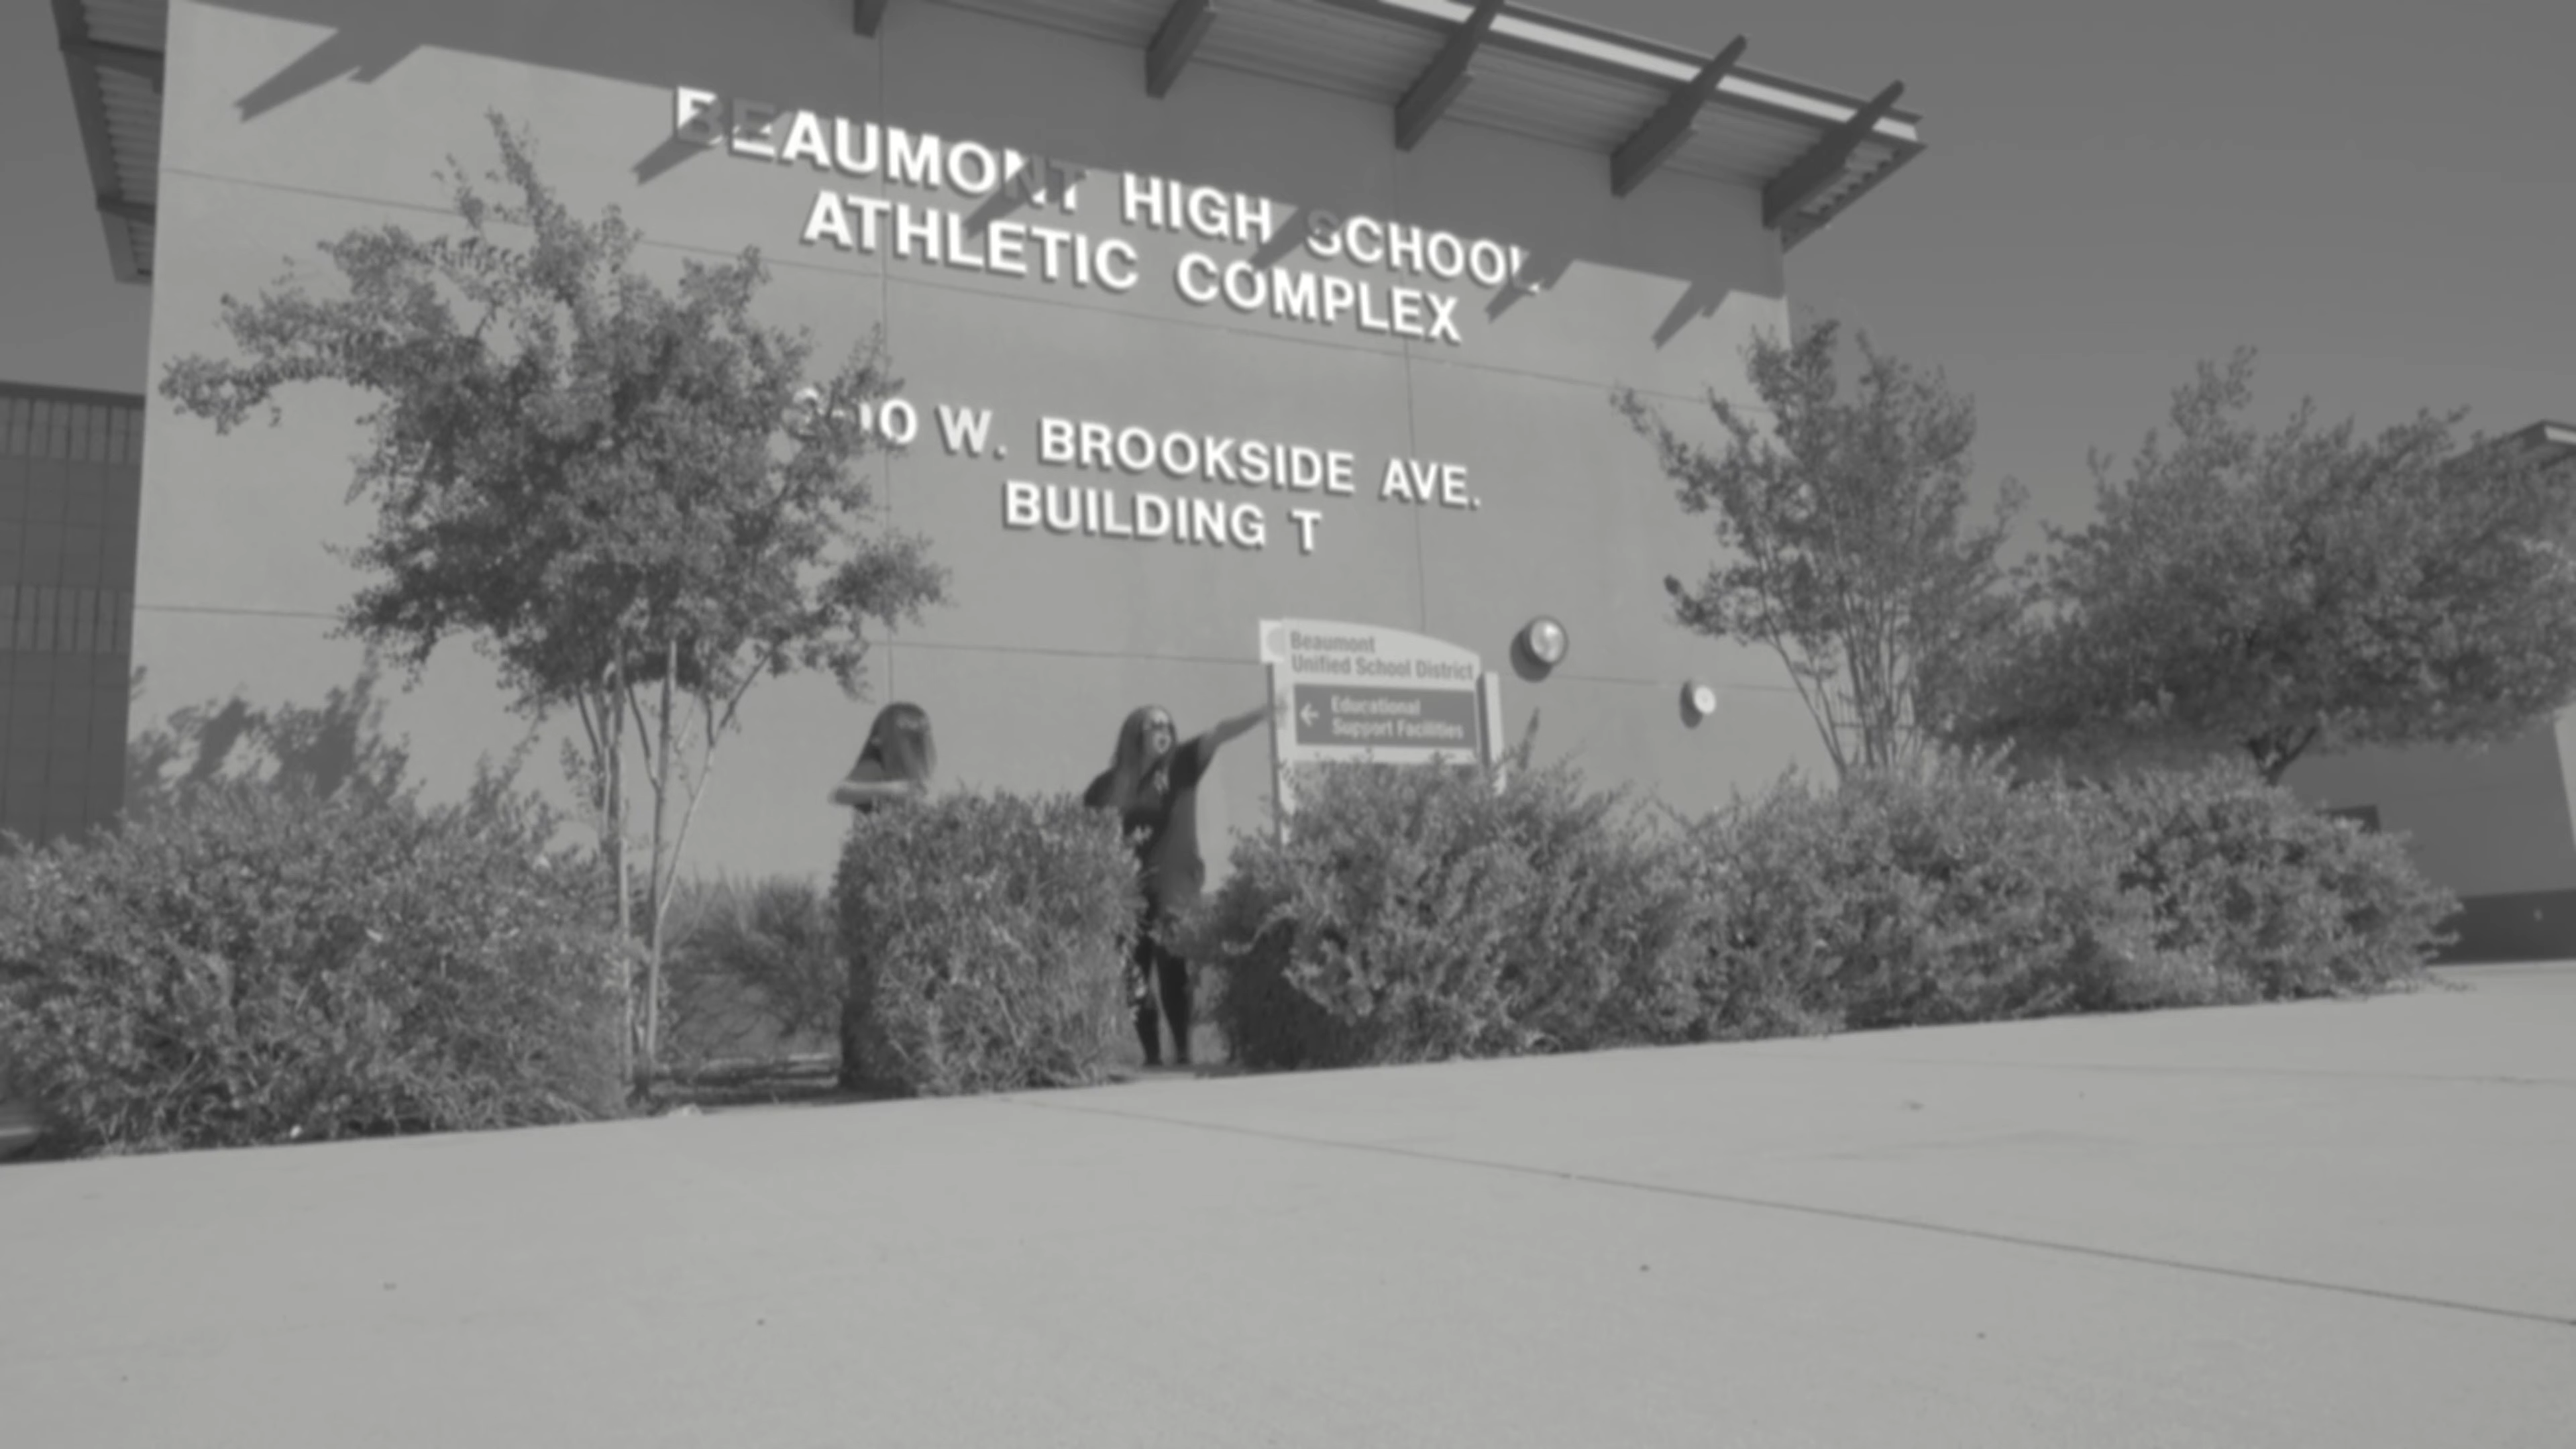 BEAUMONT HIGH SCHOOL
ATHLETIC COMPLEX
W. BROOKSIDE AVE.
BUILDING T
Beaumont
Unified School District
← Educational
Support Facilities